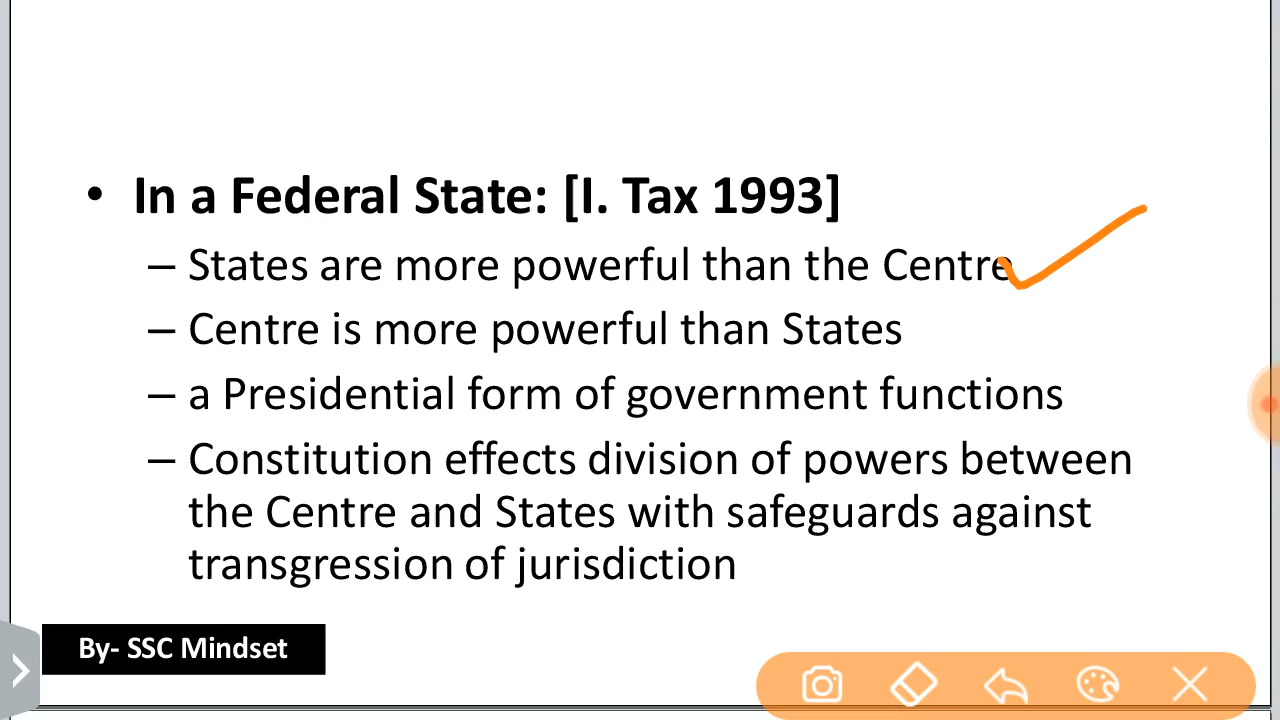 • In a Federal State: [I. Tax 1993]
– States are more powerful than the Centre
– Centre is more powerful than States
– a Presidential form of government functions
– Constitution effects division of powers between
the Centre and States with safeguards against
transgression of jurisdiction
By- SSC Mindset